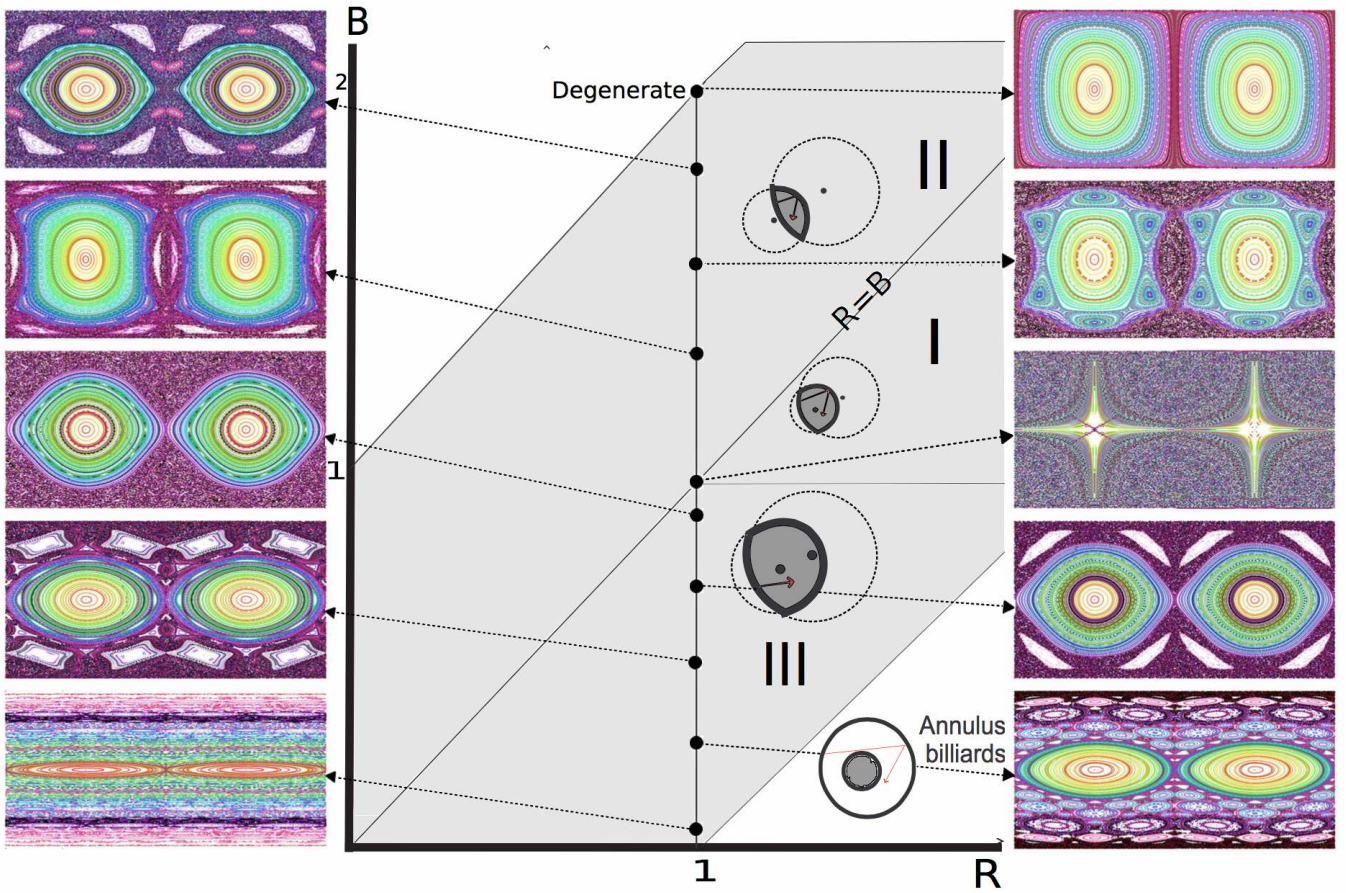 B
2
Degenerate
II
R=B
I
1
III
Annulus
billiards
1
R